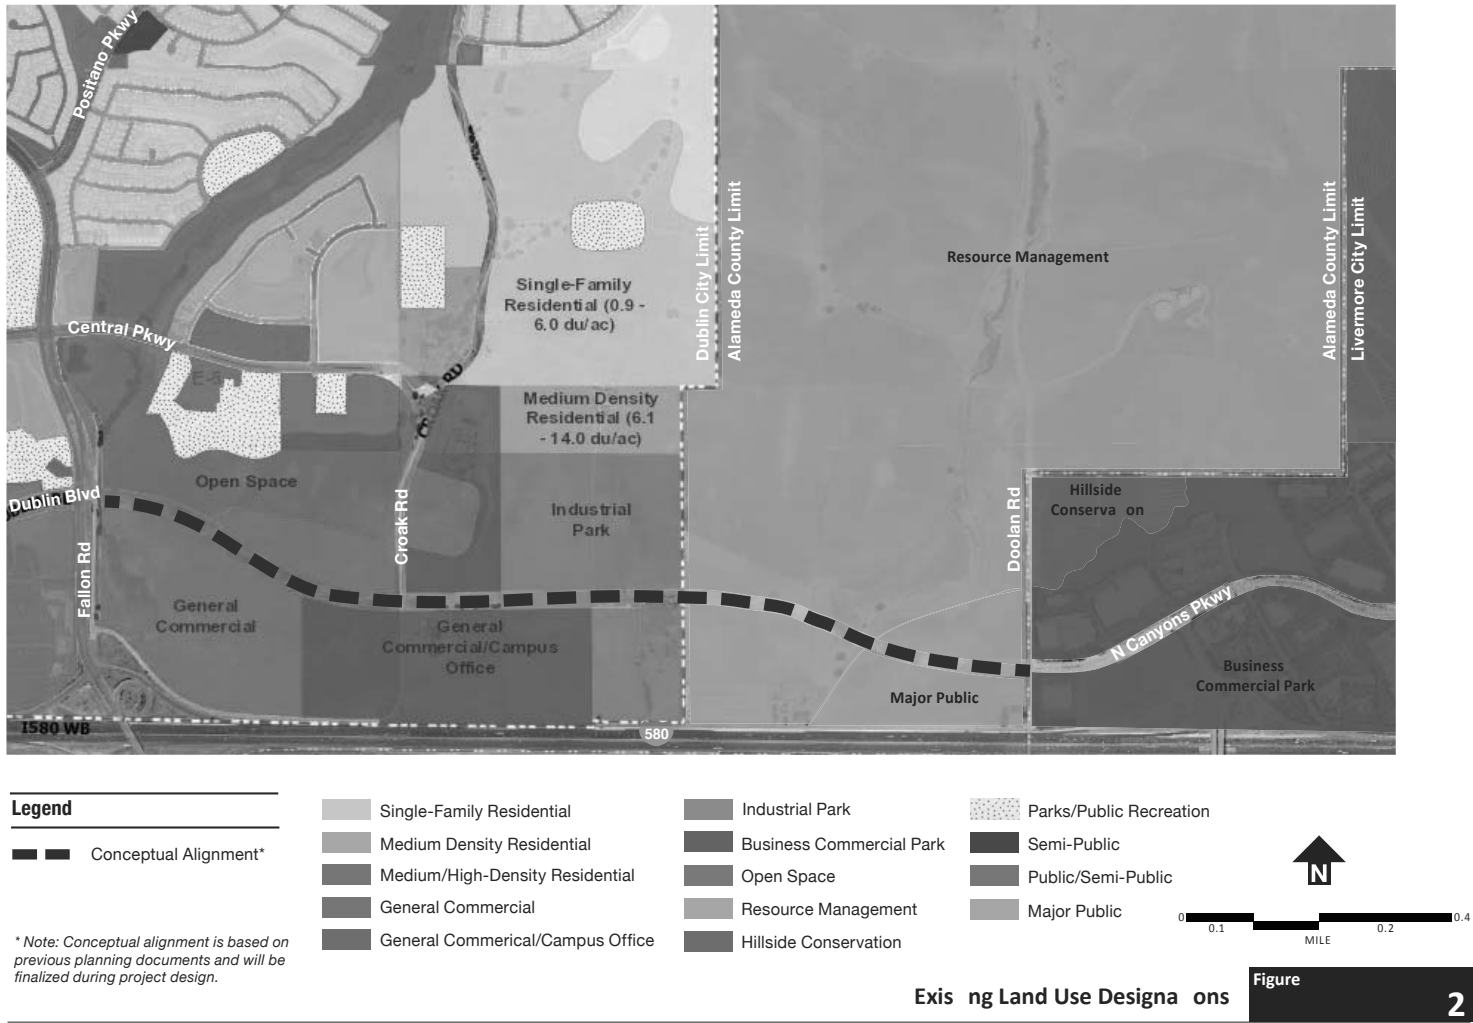 Positano Pkwy
Central Pkwy
E-S
Single-Family
Residential (0.9 -
6.0 du/ac)
Medium Density
Residential (6.1
- 14.0 du/ac)
Dublin City Limit
Alameda County Limit
Resource Management
Alameda County Limit
Livermore City Limit
Open Space
Dublin Blvd
Fallon Rd
Croak Rd
Industrial
Park
Doolan Rd
Hillside
Conserva on
General
Commercial
General
Commercial/Campus
Office
Major Public
N Canyons Pkwy
Business
Commercial Park
I580 WB
580
Legend
Conceptual Alignment*
* Note: Conceptual alignment is based on
previous planning documents and will be
finalized during project design.
Single-Family Residential
Medium Density Residential
Medium/High-Density Residential
General Commercial
General Commerical/Campus Office
Industrial Park
Business Commercial Park
Open Space
Resource Management
Hillside Conservation
Parks/Public Recreation
Semi-Public
Public/Semi-Public
Major Public
N
0 0.1 0.2 0.4
MILE
Exis ng Land Use Designa ons
Figure
2